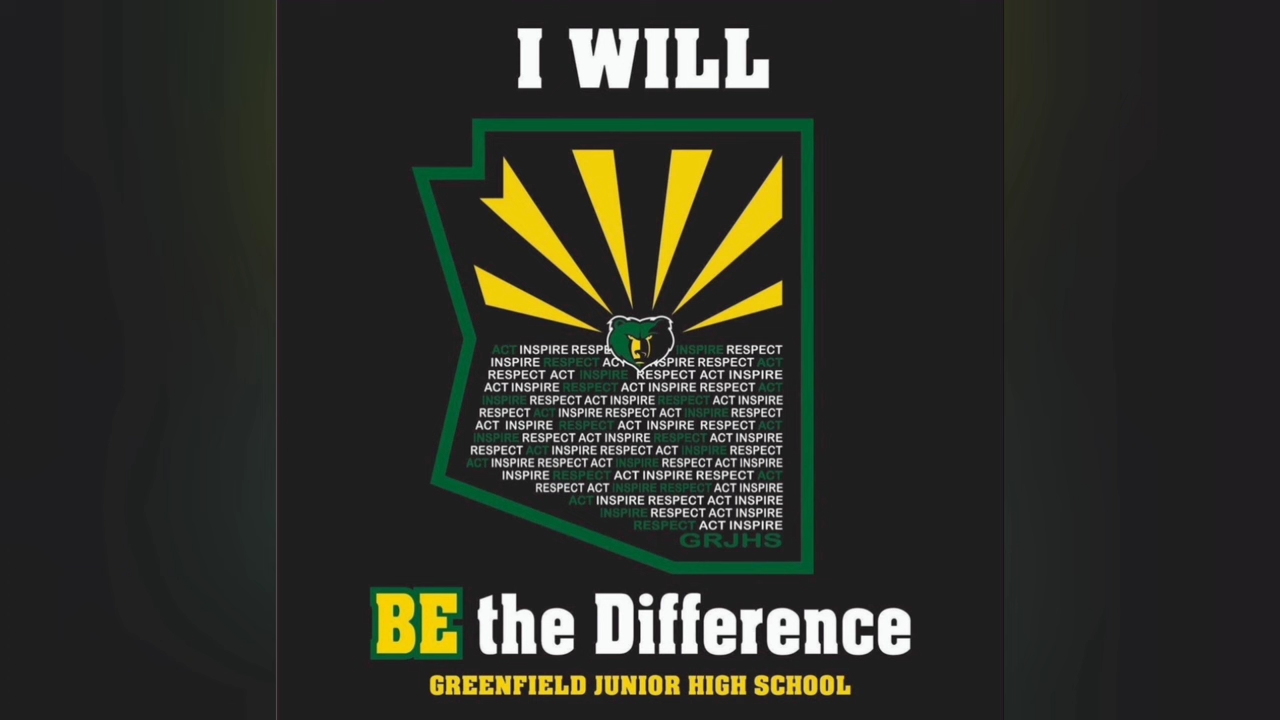 I WILL
ACT INSPIRE RESPE INSPIRE RESPECT
INSPIRE RESPECT ACT INSPIRE RESPECT ACT
RESPECT ACT INSPIRE RESPECT ACT INSPIRE
ACT INSPIRE RESPECT ACT INSPIRE RESPECT ACT
INSPIRE RESPECT ACT INSPIRE RESPECT ACT INSPIRE
RESPECT ACT INSPIRE RESPECT ACT INSPIRE RESPECT
ACT INSPIRE RESPECT ACT INSPIRE RESPECT ACT
INSPIRE RESPECT ACT INSPIRE RESPECT ACT INSPIRE
RESPECT ACT INSPIRE RESPECT ACT INSPIRE RESPECT
ACT INSPIRE RESPECT ACT INSPIRE RESPECT ACT INSPIRE
INSPIRE RESPECT ACT INSPIRE RESPECT ACT
RESPECT ACT INSPIRE RESPECT ACT INSPIRE
ACT INSPIRE RESPECT ACT INSPIRE
INSPIRE RESPECT ACT INSPIRE
RESPECT ACT INSPIRE
GRJHS
BE the Difference
GREENFIELD JUNIOR HIGH SCHOOL